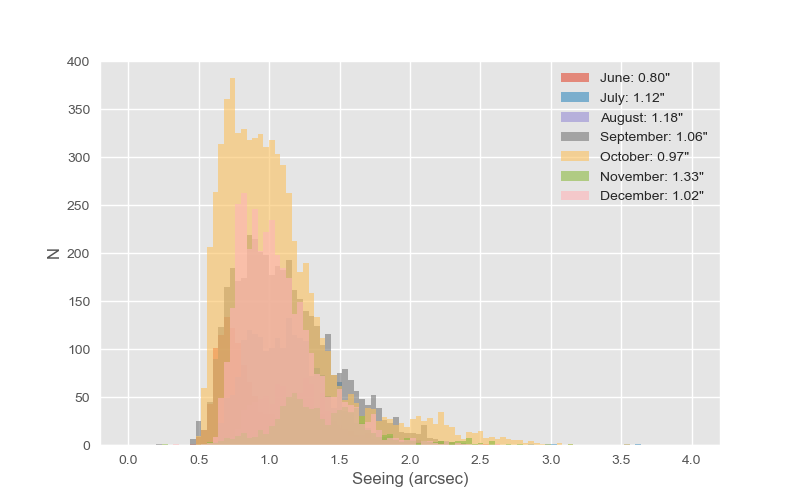 400
350
300
250
200
150
100
50
0
N
0.0 0.5 1.0 1.5 2.0 2.5 3.0 3.5 4.0
Seeing (arcsec)
June: 0.80"
July: 1.12"
August: 1.18"
September: 1.06"
October: 0.97"
November: 1.33"
December: 1.02"